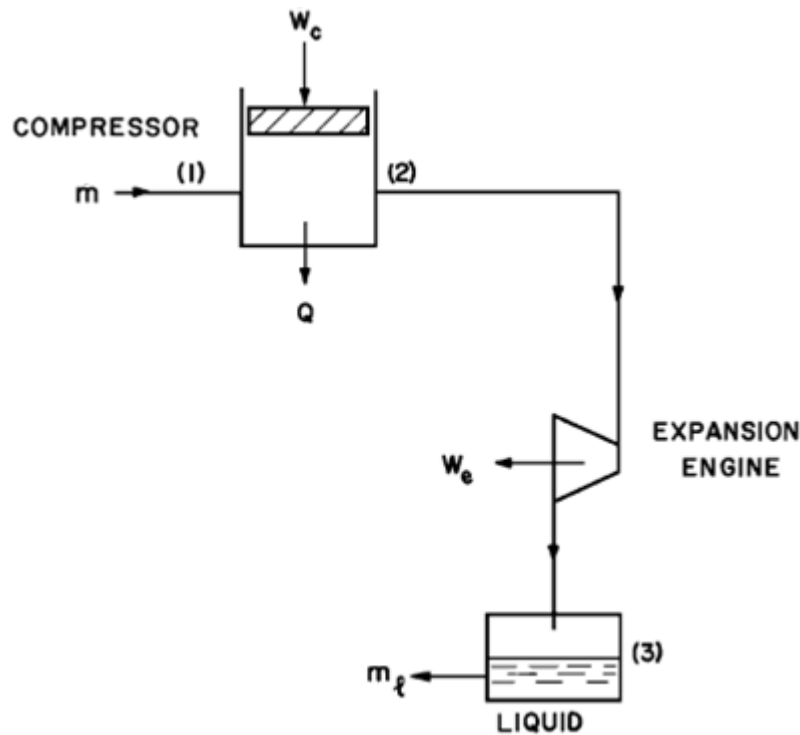 W_c
COMPRESSOR
(1)
(2)
m
Q
EXPANSION
ENGINE
W_e
(3)
m_ℓ
LIQUID